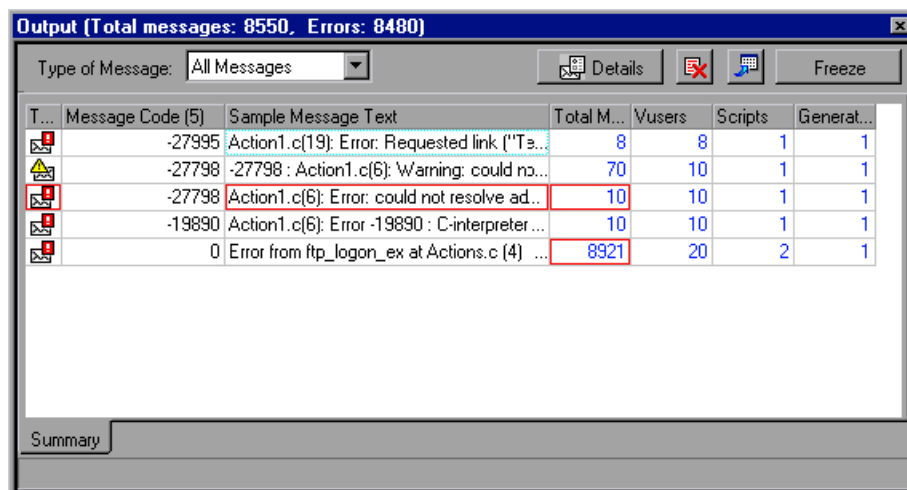 Output (Total messages: 8550, Errors: 8480)
Type of Message: All Messages Details Freeze
T... Message Code (5) Sample Message Text Total M... Vusers Scripts Generat...
-27995 Action1.c(19): Error: Requested link ("Te... 8 8 1 1
-27798 -27798 : Action1.c(6): Warning: could no... 70 10 1 1
-27798 Action1.c(6): Error: could not resolve ad... 10 10 1 1
-19890 Action1.c(6): Error -19890 : C-interpreter ... 10 10 1 1
0 Error from ftp_logon_ex at Actions.c (4) ... 8921 20 2 1
Summary